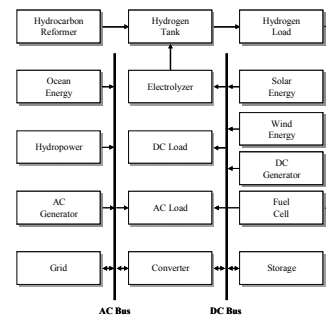 Hydrocarbon
Reformer
Hydrogen
Tank
Hydrogen
Load
Ocean
Energy
Electrolyzer
Solar
Energy
Wind
Energy
Hydropower
DC Load
DC
Generator
AC
Generator
AC Load
Fuel
Cell
Grid
Converter
Storage
AC Bus
DC Bus